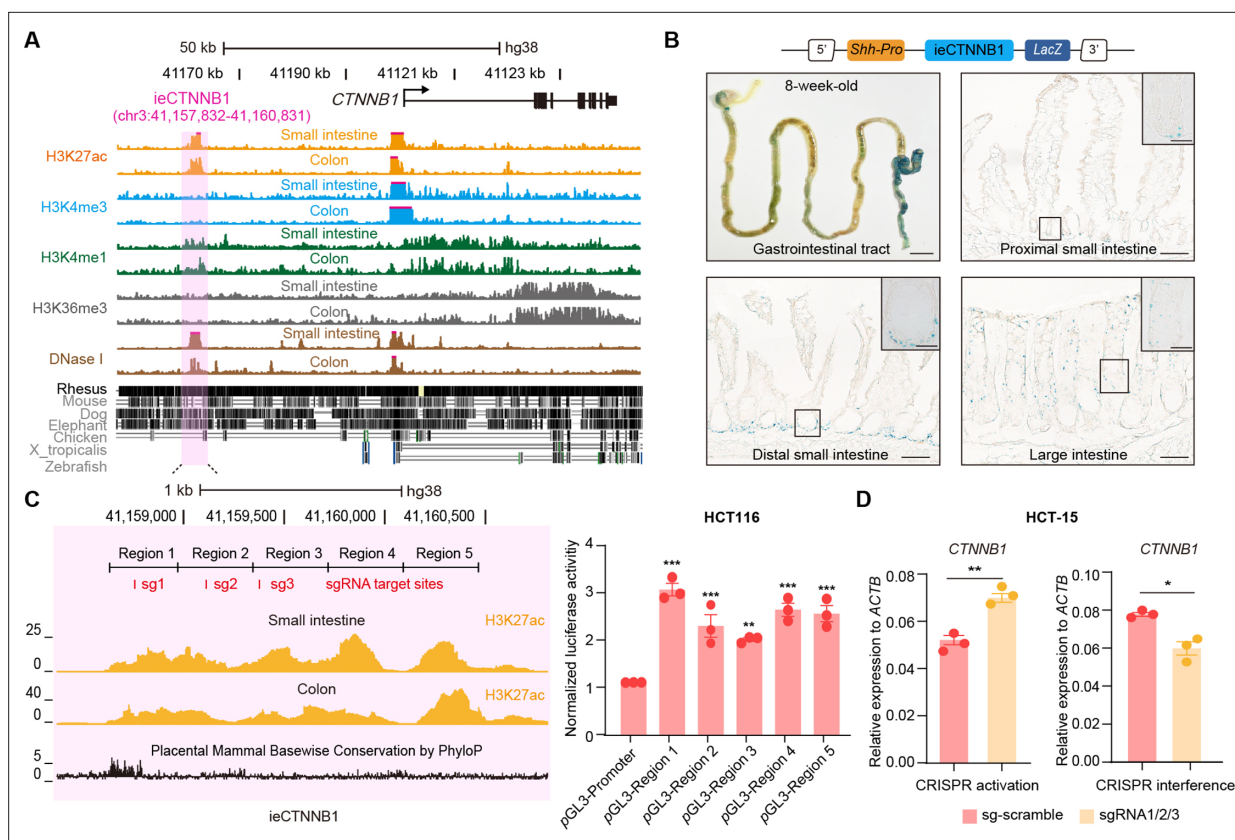 A
50 kb
hg38
41170 kb
41190 kb
41121 kb
41123 kb
ieCTNNB1
(chr3:41,157,832-41,160,831)
CTNNB1
H3K27ac
Small intestine
Colon
H3K4me3
Small intestine
Colon
H3K4me1
Small intestine
Colon
H3K36me3
Small intestine
Colon
DNase I
Small intestine
Colon
Rhesus
Mouse
Dog
Elephant
Chicken
X_tropicalis
Zebrafish
B
5' Shh-Pro ieCTNNB1 LacZ 3'
8-week-old
Gastrointestinal tract
Proximal small intestine
Distal small intestine
Large intestine
C
1 kb
hg38
41,159,000
41,159,500
41,160,000
41,160,500
Region 1 Region 2 Region 3 Region 4 Region 5
sg1 sg2 sg3 sgRNA target sites
Small intestine
H3K27ac
25
0
Colon
H3K27ac
40
0
Placental Mammal Basewise Conservation by PhyloP
5
0
ieCTNNB1
HCT116
Normalized luciferase activitiy
4
3
2
1
0
***
***
**
***
***
pGL3-Promoter
pGL3-Region 1
pGL3-Region 2
pGL3-Region 3
pGL3-Region 4
pGL3-Region 5
D
HCT-15
CTNNB1
**
Relative expression to ACTB
0.08
0.06
0.04
0.02
0.00
CRISPR activation
CTNNB1
*
Relative expression to ACTB
0.10
0.08
0.06
0.04
0.02
0.00
CRISPR interference
sg-scramble
sgRNA1/2/3